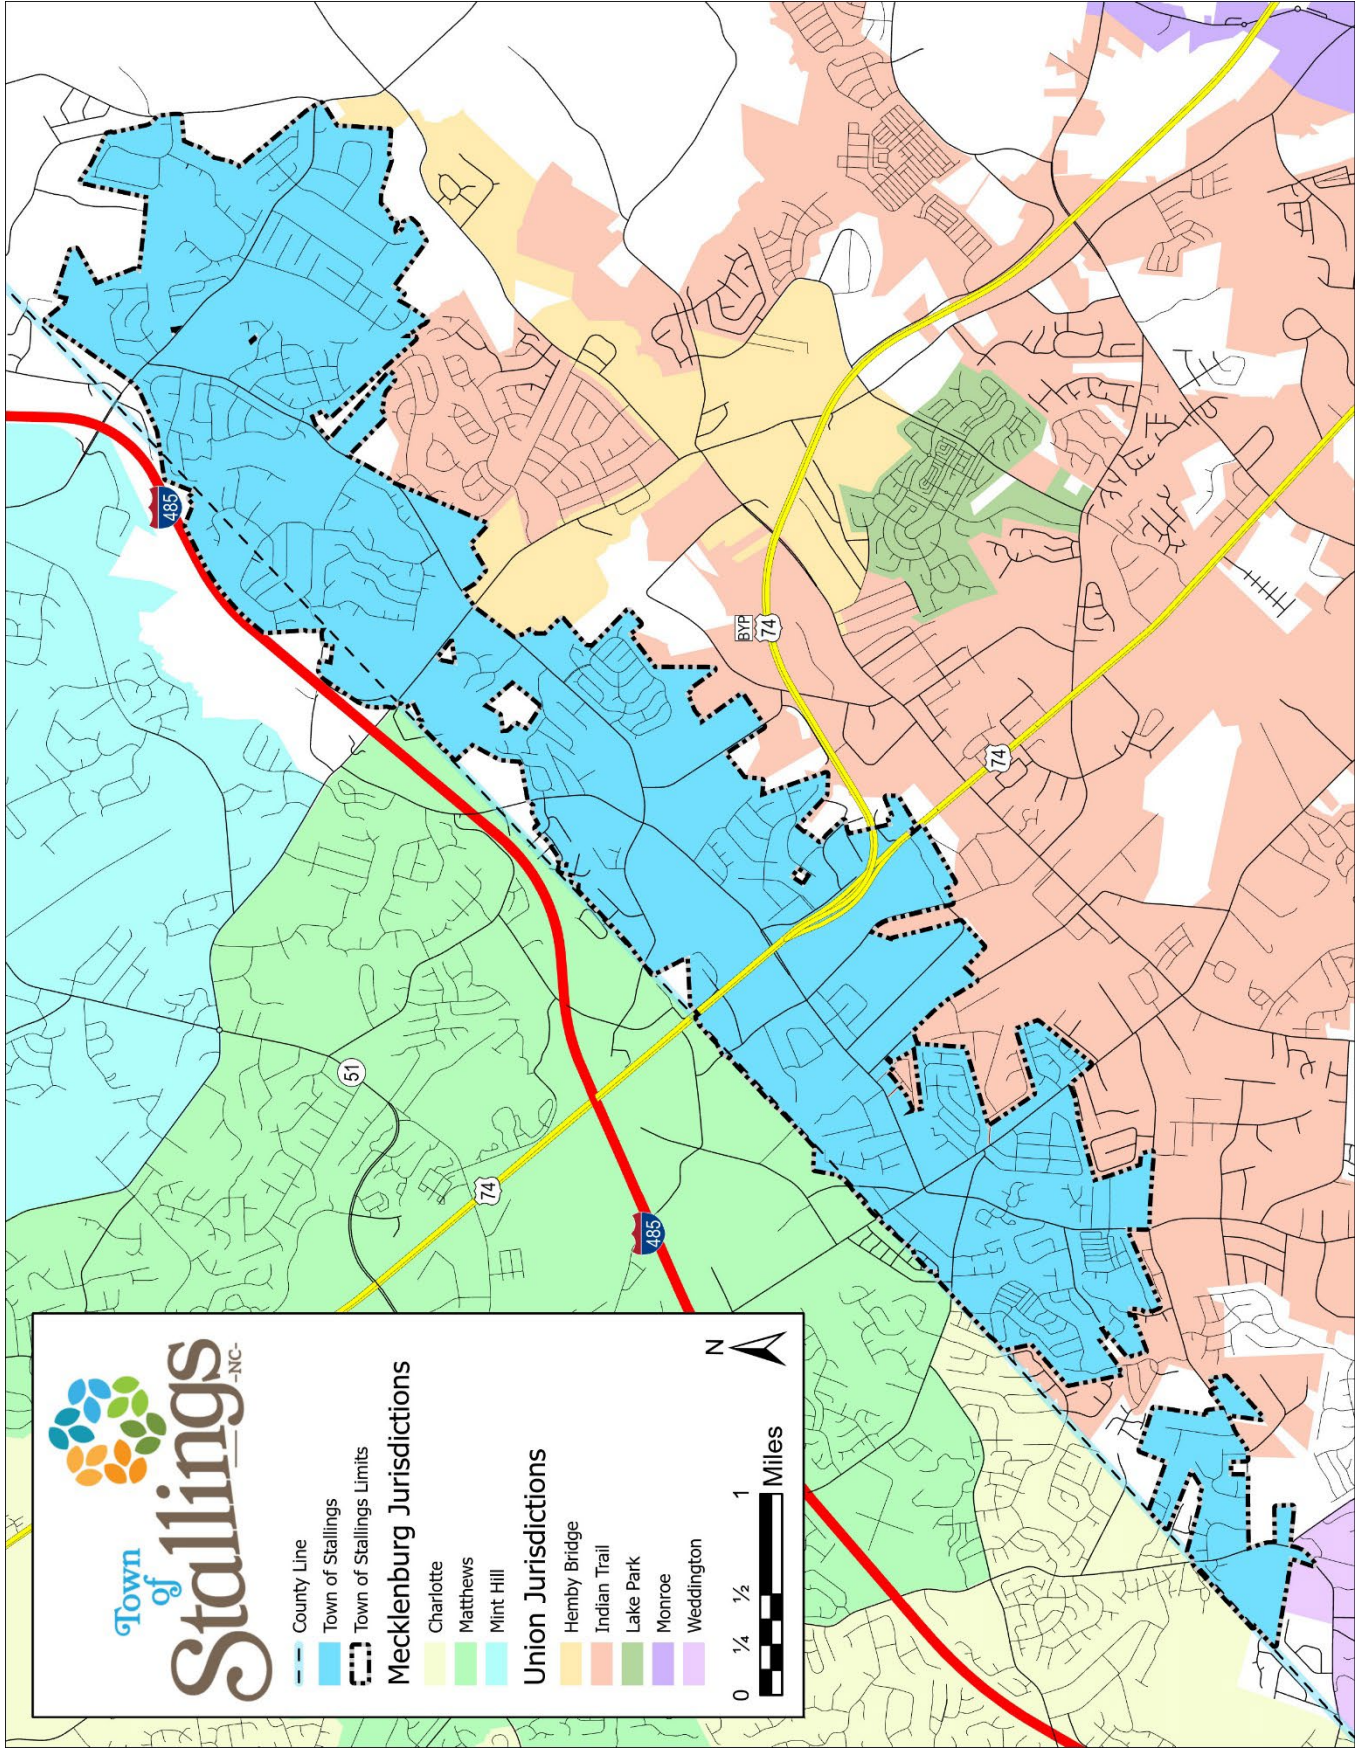 Town
of
Stallings
-NC-
County Line
Town of Stallings
Town of Stallings Limits
Mecklenburg Jurisdictions
Charlotte
Matthews
Mint Hill
Union Jurisdictions
Hemby Bridge
Indian Trail
Lake Park
Monroe
Weddington
0 ¼ ½ 1
Miles
N
485
51
74
485
BYP
74
74